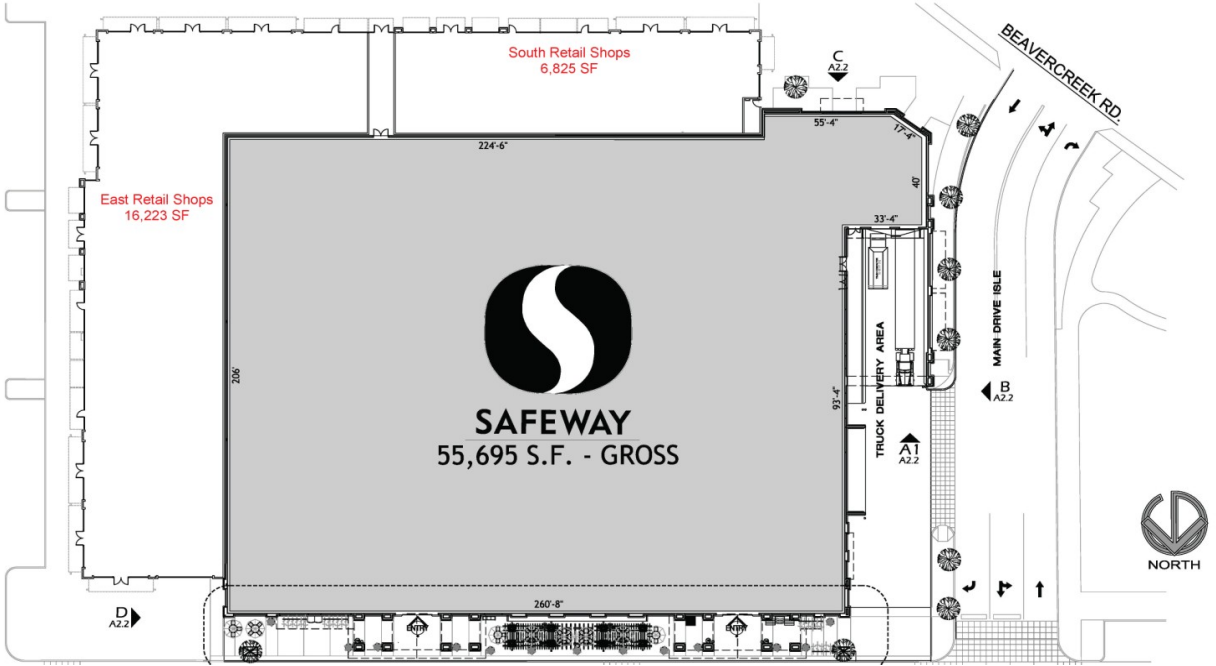 BEAVERCREEK RD.
South Retail Shops
6,825 SF
C
A2.2
55'-4"
17'-4"
224'-6"
40'
East Retail Shops
16,223 SF
33'-4"
MAIN DRIVE ISLE
TRUCK DELIVERY AREA
206'
93'-4"
B
A2.2
SAFEWAY
55,695 S.F. - GROSS
A1
A2.2
NORTH
260'-8"
D
A2.2
ENTRY
ENTRY